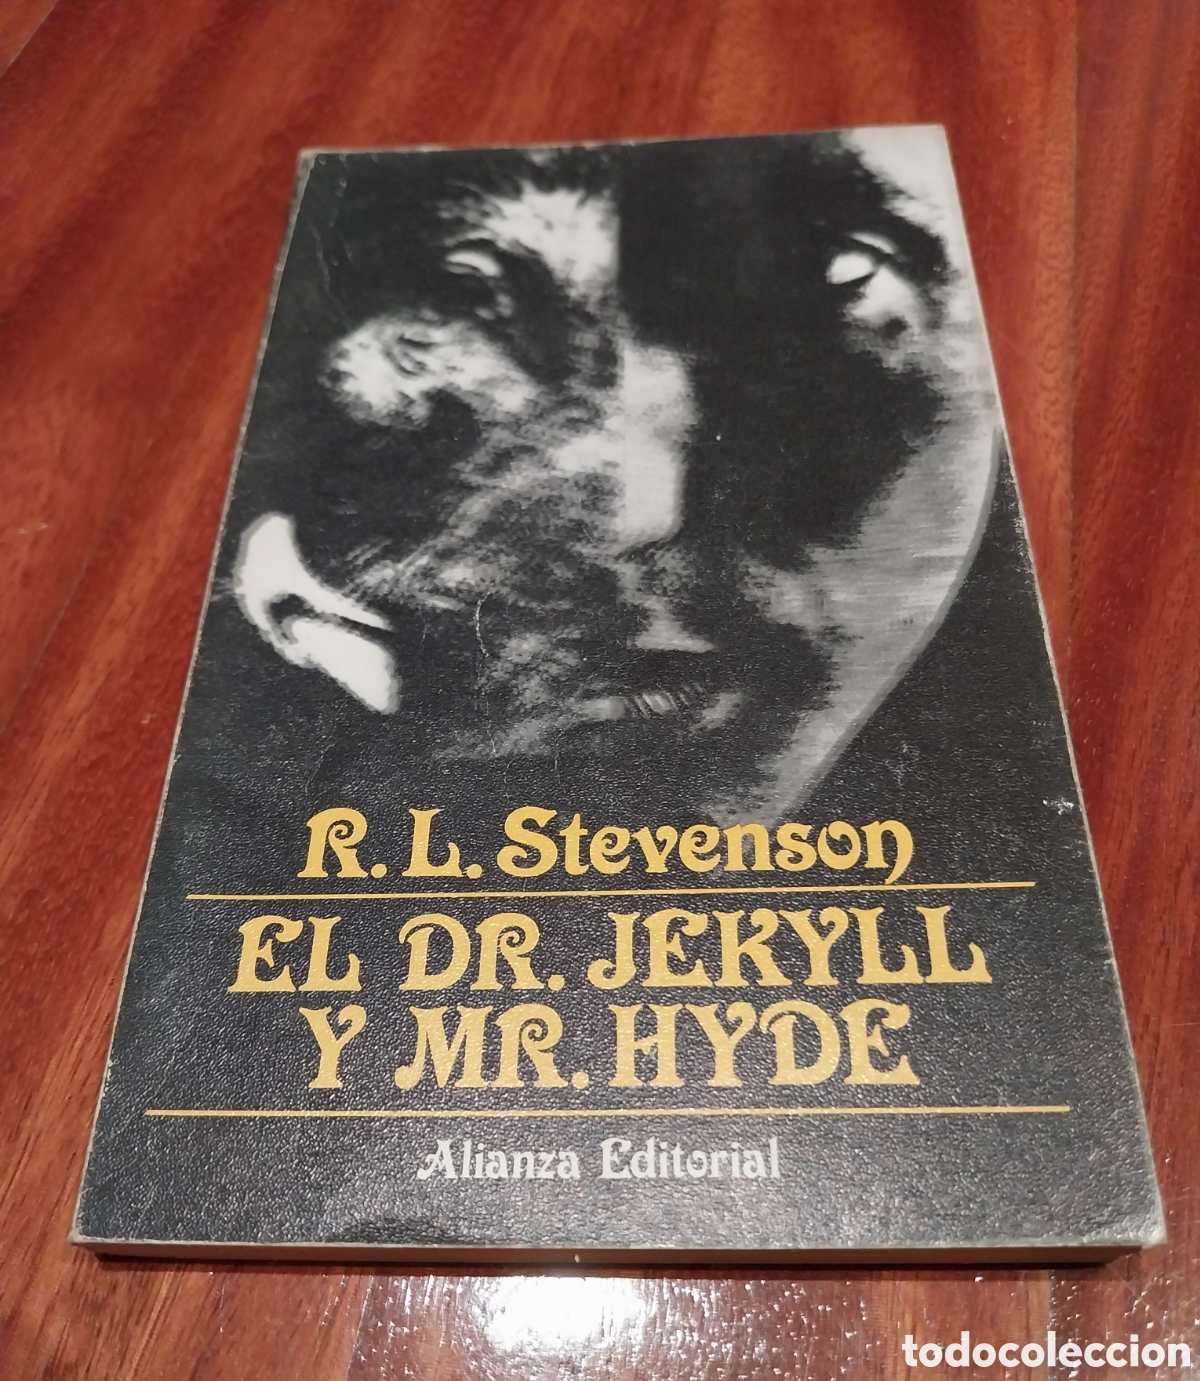 R. L. Stevenson
EL DR. JEKYLL
Y MR. HYDE
Alianza Editorial
todocoleccion